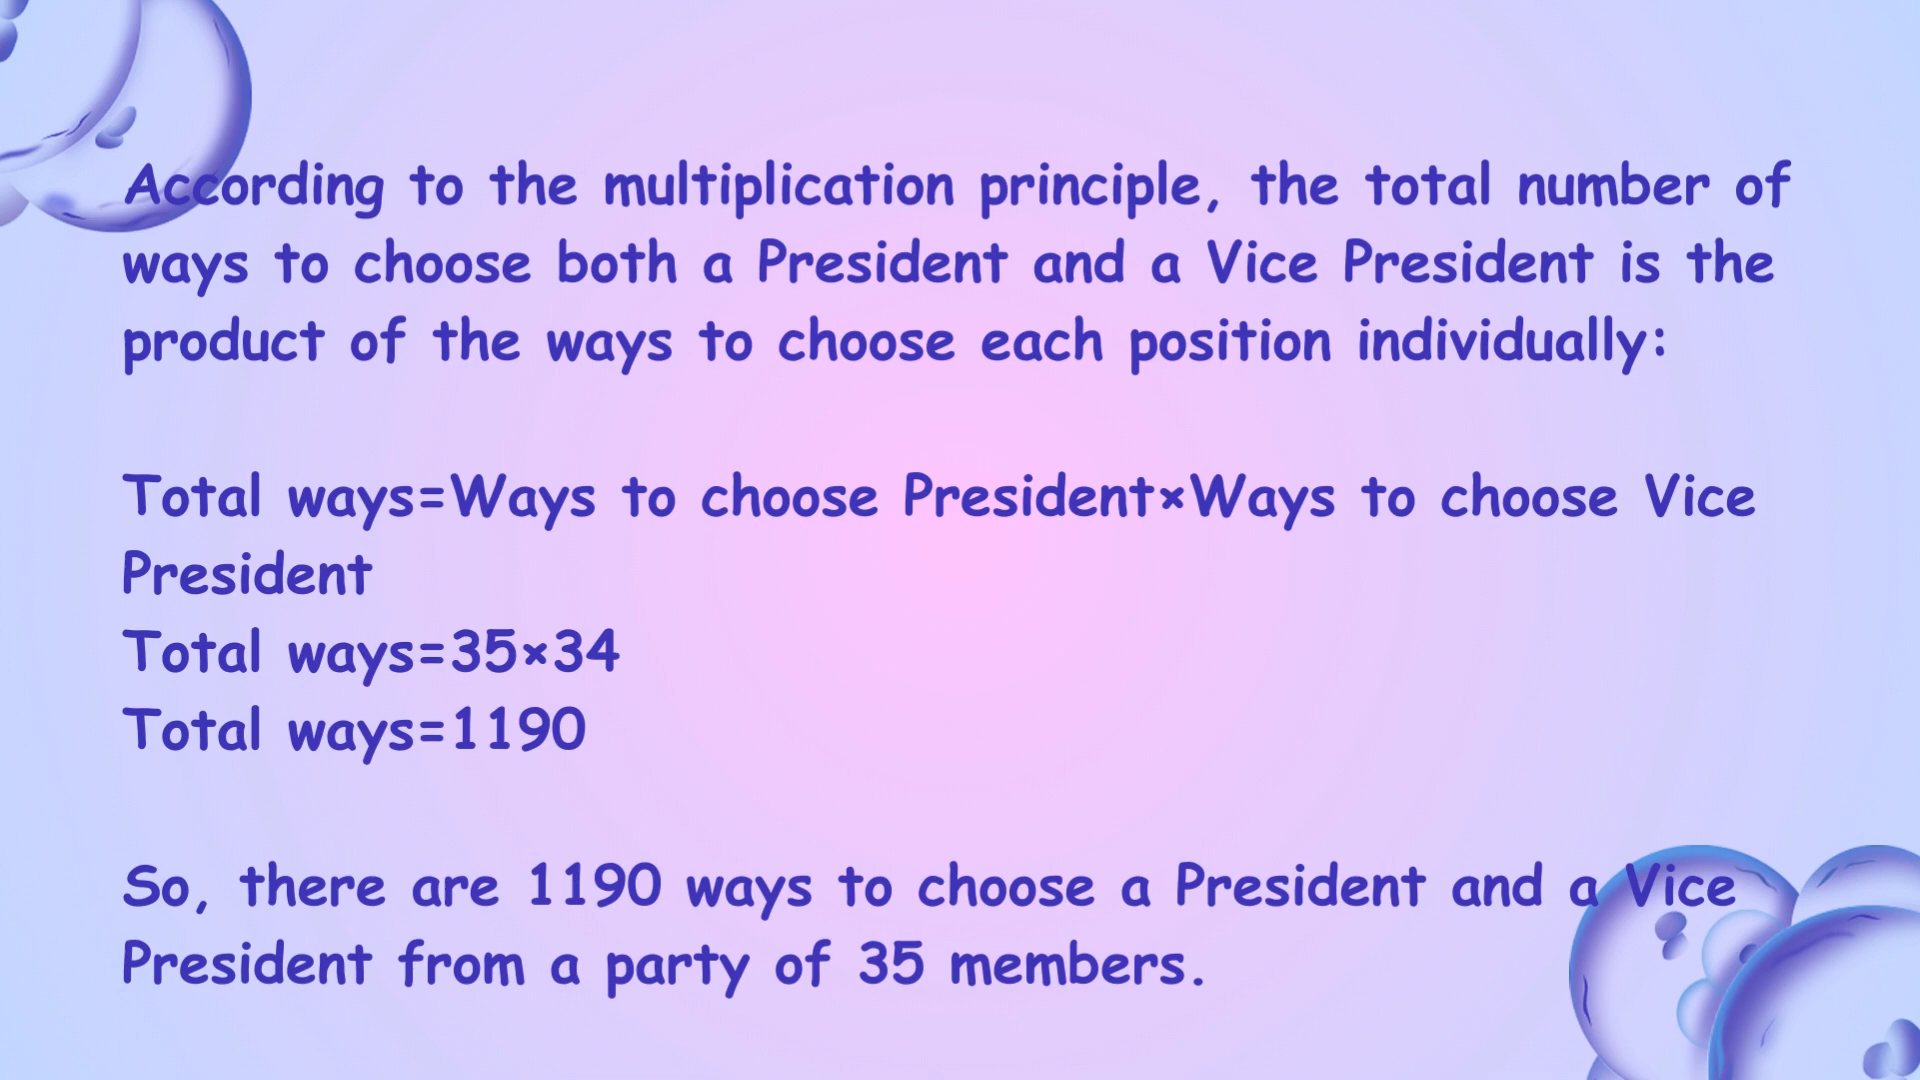 According to the multiplication principle, the total number of
ways to choose both a President and a Vice President is the
product of the ways to choose each position individually:
Total ways=Ways to choose President×Ways to choose Vice
President
Total ways=35×34
Total ways=1190
So, there are 1190 ways to choose a President and a Vice
President from a party of 35 members.